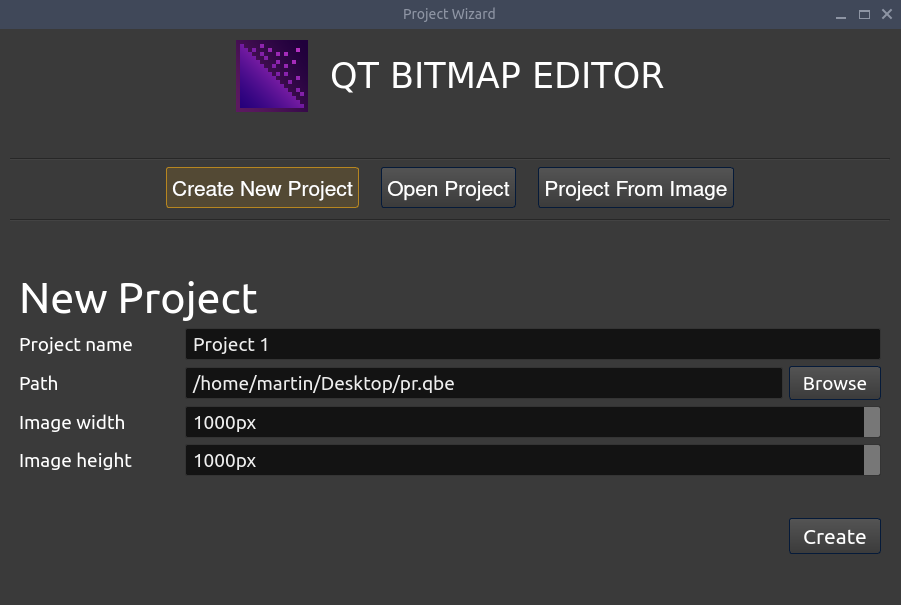 Project Wizard
QT BITMAP EDITOR
Create New Project Open Project Project From Image
New Project
Project name Project 1
Path /home/martin/Desktop/pr.qbe Browse
Image width 1000px
Image height 1000px
Create